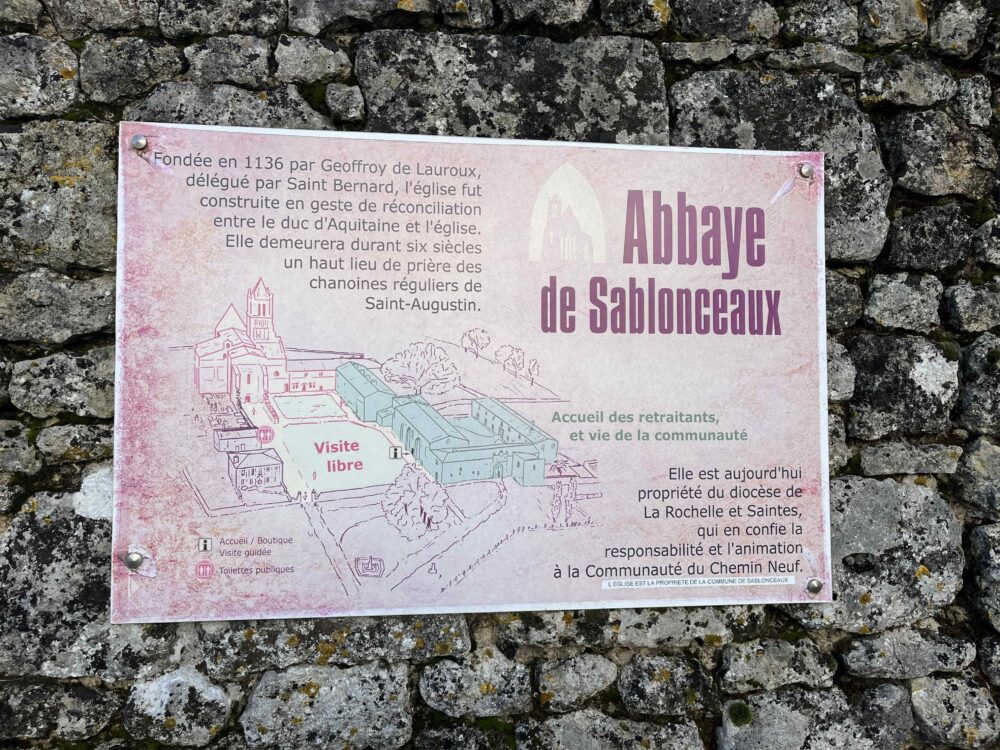 Fondée en 1136 par Geoffroy de Lauroux,
délégué par Saint Bernard, l'église fut
construite en geste de réconciliation
entre le duc d'Aquitaine et l'église.
Elle demeurera durant six siècles
un haut lieu de prière des
chanoines réguliers de
Saint-Augustin.
Abbaye
de Sablonceaux
Accueil des retraitants,
et vie de la communauté
Visite
libre
i
Elle est aujourd'hui
propriété du diocèse de
La Rochelle et Saintes,
qui en confie la
responsabilité et l'animation
à la Communauté du Chemin Neuf.
L'EGLISE EST LA PROPRIETE DE LA COMMUNE DE SABLONCEAUX
i Accueil / Boutique
Visite guidée
Toilettes publiques